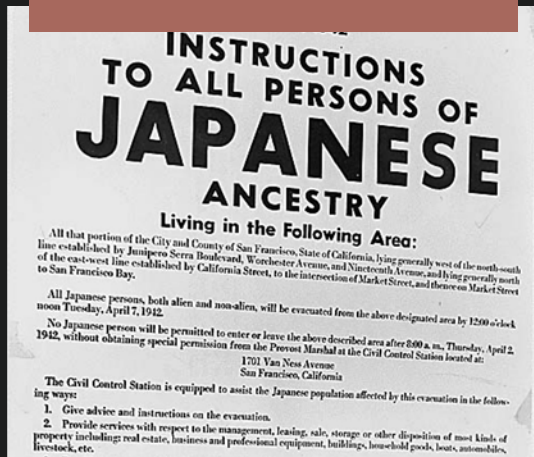 INSTRUCTIONS
TO ALL PERSONS OF
JAPANESE
ANCESTRY
Living in the Following Area:
All that portion of the City and County of San Francisco, State of California, lying generally west of the north-south
line established by Junipero Serra Boulevard, Worchester Avenue, and Nineteenth Avenue, and lying generally north
of the east-west line established by California Street, to the intersection of Market Street, and thence on Market Street
to San Francisco Bay.
All Japanese persons, both alien and non-alien, will be evacuated from the above designated area by 12:00 o'clock
noon Tuesday, April 7, 1942.
No Japanese person will be permitted to enter or leave the above described area after 8:00 a. m., Thursday, April 2,
1942, without obtaining special permission from the Provost Marshal at the Civil Control Station located at:
1701 Van Ness Avenue
San Francisco, California
The Civil Control Station is equipped to assist the Japanese population affected by this evacuation in the follow-
ing ways:
1. Give advice and instructions on the evacuation.
2. Provide services with respect to the management, leasing, sale, storage or other disposition of most kinds of
property including: real estate, business and professional equipment, buildings, household goods, boats, automobiles,
livestock, etc.